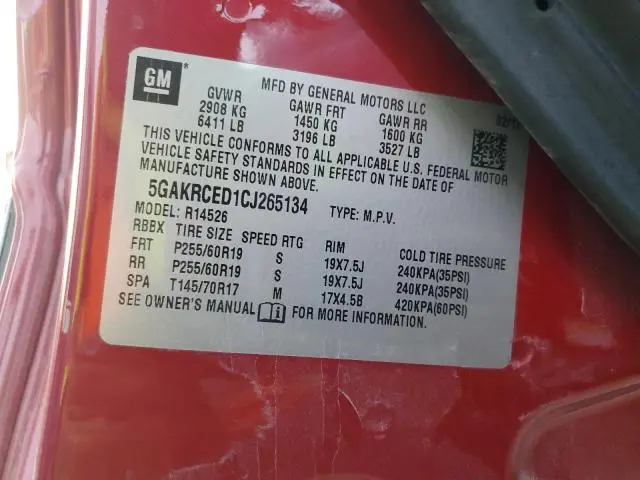 GM*
MFD BY GENERAL MOTORS LLC
GVWR GAWR FRT GAWR RR
2908 KG 1450 KG 1600 KG
6411 LB 3196 LB 3527 LB
THIS VEHICLE CONFORMS TO ALL APPLICABLE U.S. FEDERAL MOTOR
VEHICLE SAFETY STANDARDS IN EFFECT ON THE DATE OF
MANUFACTURE SHOWN ABOVE.
5GAKRCED1CJ265134 TYPE: M.P.V.
MODEL: R14526
RBBX TIRE SIZE SPEED RTG RIM COLD TIRE PRESSURE
FRT P255/60R19 S 19X7.5J 240KPA(35PSI)
RR P255/60R19 S 19X7.5J 240KPA(35PSI)
SPA T145/70R17 M 17X4.5B 420KPA(60PSI)
SEE OWNER'S MANUAL FOR MORE INFORMATION.